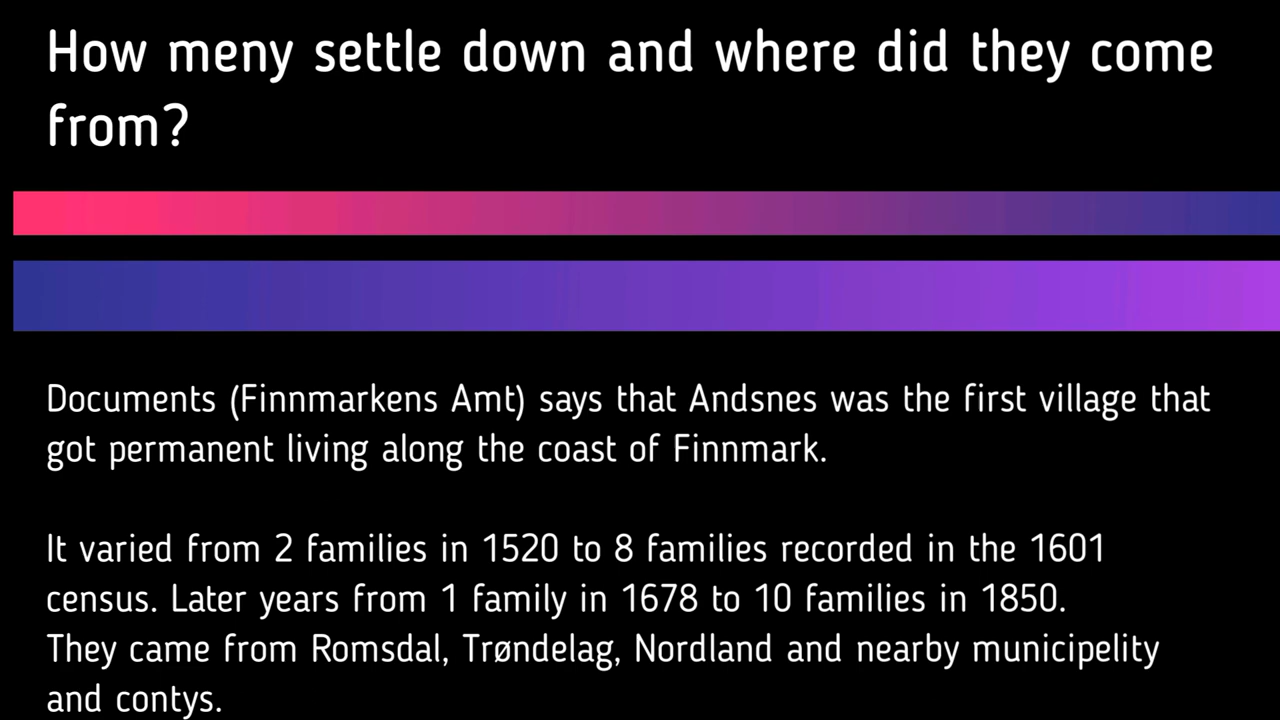 How meny settle down and where did they come
from?
Documents (Finnmarkens Amt) says that Andsnes was the first village that
got permanent living along the coast of Finnmark.
It varied from 2 families in 1520 to 8 families recorded in the 1601
census. Later years from 1 family in 1678 to 10 families in 1850.
They came from Romsdal, Trøndelag, Nordland and nearby municipelity
and contys.